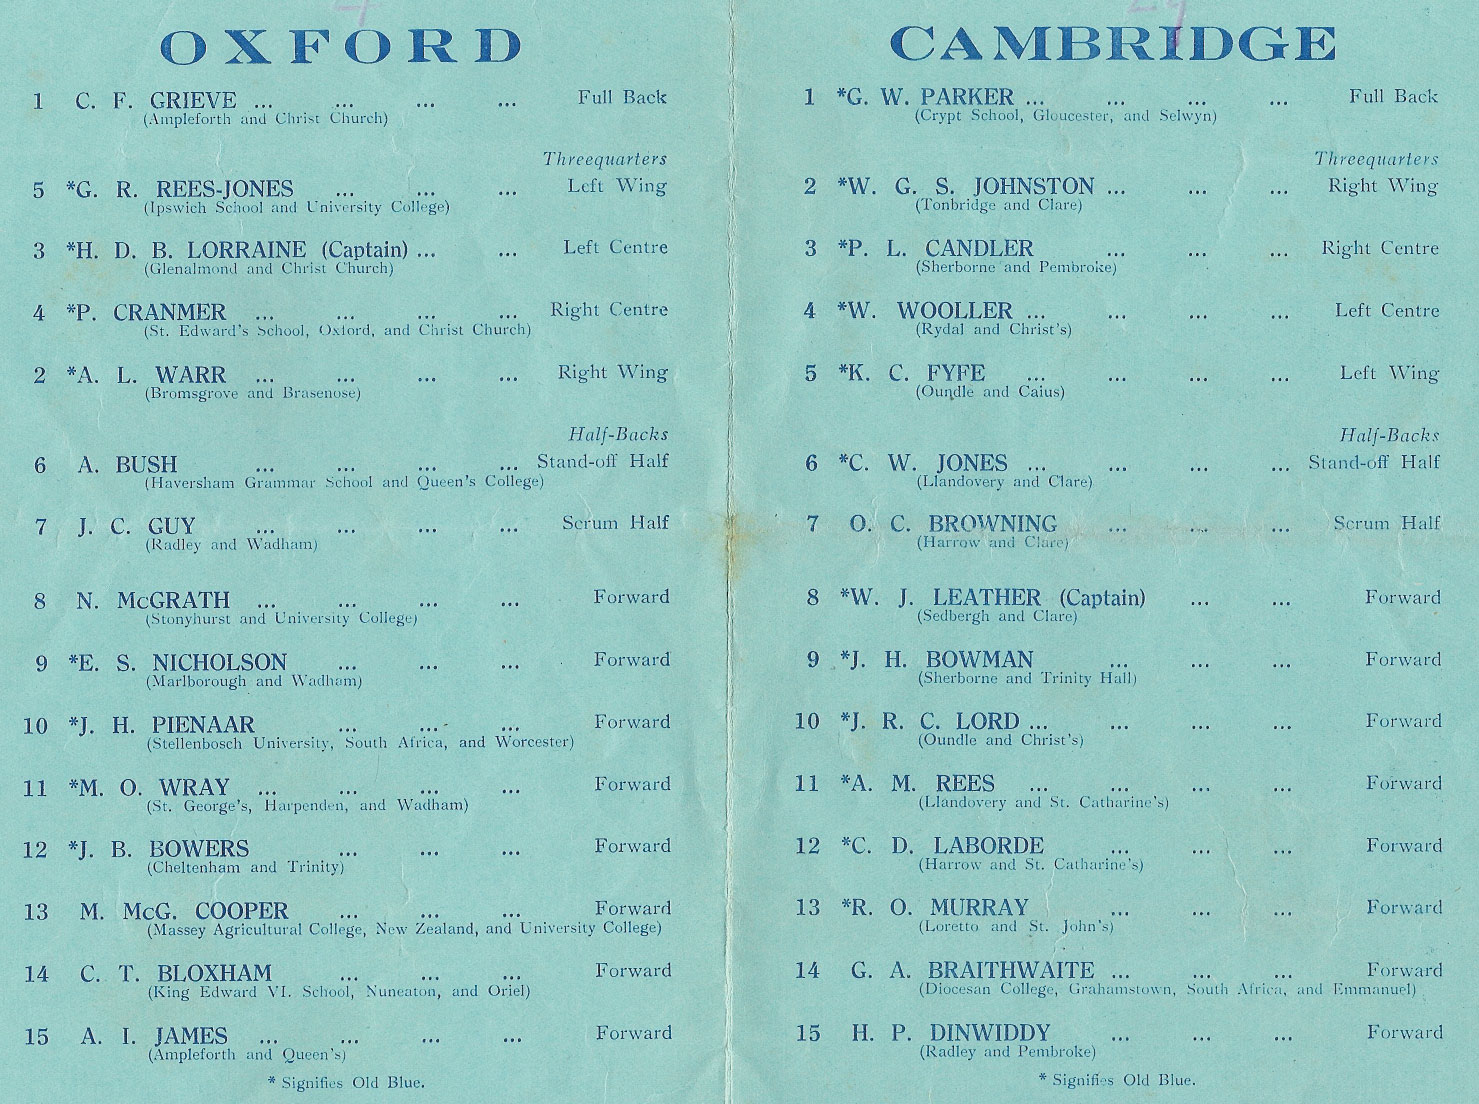 OXFORD
1 C. F. GRIEVE ... ... ... ... Full Back
(Ampleforth and Christ Church)
Threequarters
5 *G. R. REES-JONES ... ... ... Left Wing
(Ipswich School and University College)
3 *H. D. B. LORRAINE (Captain) ... ... Left Centre
(Glenalmond and Christ Church)
4 *P. CRANMER ... ... ... ... Right Centre
(St. Edward's School, Oxford, and Christ Church)
2 *A. L. WARR ... ... ... ... Right Wing
(Bromsgrove and Brasenose)
Half-Backs
6 A. BUSH ... ... ... ... Stand-off Half
(Haversham Grammar School and Queen's College)
7 J. C. GUY ... ... ... ... Scrum Half
(Radley and Wadham)
8 N. McGRATH ... ... ... ... Forward
(Stonyhurst and University College)
9 *E. S. NICHOLSON ... ... ... Forward
(Marlborough and Wadham)
10 *J. H. PIENAAR ... ... ... Forward
(Stellenbosch University, South Africa, and Worcester)
11 *M. O. WRAY ... ... ... ... Forward
(St. George's, Harpenden, and Wadham)
12 *J. B. BOWERS ... ... ... Forward
(Cheltenham and Trinity)
13 M. McG. COOPER ... ... ... Forward
(Massey Agricultural College, New Zealand, and University College)
14 C. T. BLOXHAM ... ... ... Forward
(King Edward VI. School, Nuneaton, and Oriel)
15 A. I. JAMES ... ... ... ... Forward
(Ampleforth and Queen's)
* Signifies Old Blue.
CAMBRIDGE
1 *G. W. PARKER ... ... ... ... Full Back
(Crypt School, Gloucester, and Selwyn)
Threequarters
2 *W. G. S. JOHNSTON ... ... ... Right Wing
(Tonbridge and Clare)
3 *P. L. CANDLER ... ... ... Right Centre
(Sherborne and Pembroke)
4 *W. WOOLLER ... ... ... ... Left Centre
(Rydal and Christ's)
5 *K. C. FYFE ... ... ... ... Left Wing
(Oundle and Caius)
Half-Backs
6 *C. W. JONES ... ... ... ... Stand-off Half
(Llandovery and Clare)
7 O. C. BROWNING ... ... ... Scrum Half
(Harrow and Clare)
8 *W. J. LEATHER (Captain) ... ... Forward
(Sedbergh and Clare)
9 *J. H. BOWMAN ... ... ... Forward
(Sherborne and Trinity Hall)
10 *J. R. C. LORD ... ... ... ... Forward
(Oundle and Christ's)
11 *A. M. REES ... ... ... ... Forward
(Llandovery and St. Catharine's)
12 *C. D. LABORDE ... ... ... Forward
(Harrow and St. Catharine's)
13 *R. O. MURRAY ... ... ... Forward
(Loretto and St. John's)
14 G. A. BRAITHWAITE ... ... ... Forward
(Diocesan College, Grahamstown, South Africa, and Emmanuel)
15 H. P. DINWIDDY ... ... ... Forward
(Radley and Pembroke)
* Signifies Old Blue.